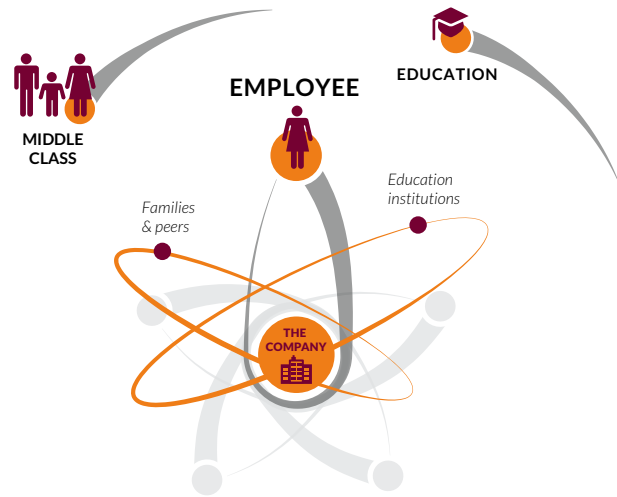 EDUCATION
EMPLOYEE
MIDDLE
CLASS
Education
institutions
Families
& peers
THE
COMPANY